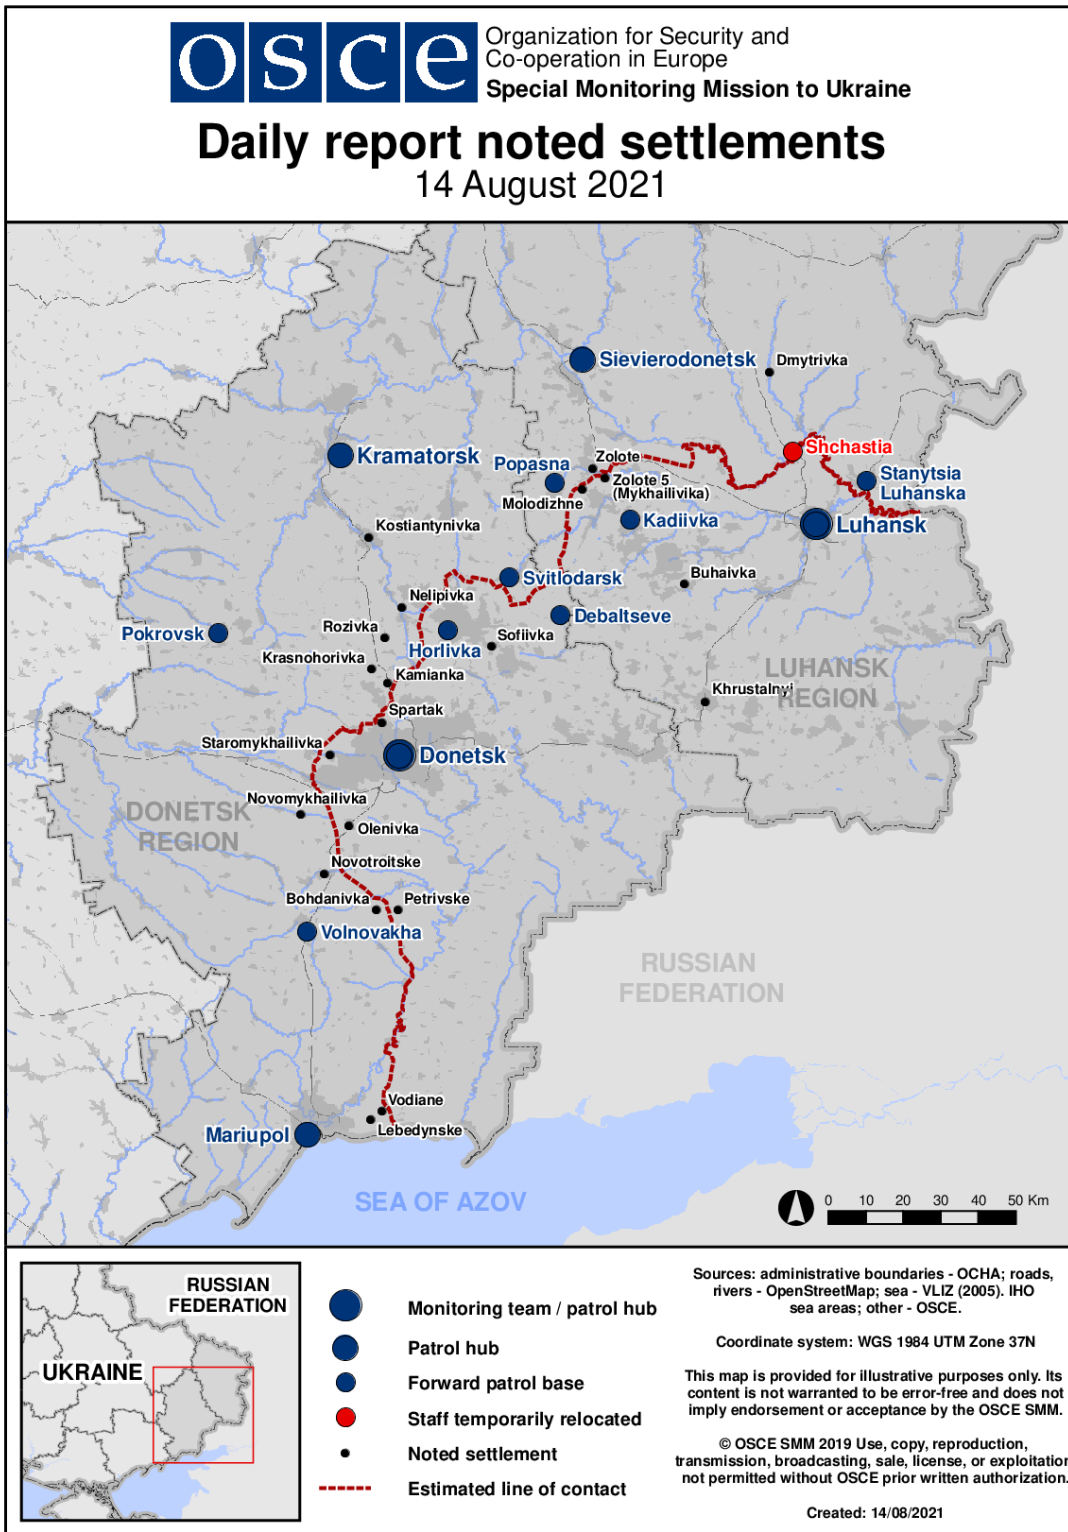 osce
Organization for Security and
Co-operation in Europe
Special Monitoring Mission to Ukraine
Daily report noted settlements
14 August 2021
Sievierodonetsk
Dmytrivka
Shchastia
Kramatorsk
Zolote
Popasna
Stanytsia
Luhanska
Zolote 5
(Mykhailivika)
Molodizhne
Kadiivka
Luhansk
Kostiantynivka
Svitlodarsk
Buhaivka
Nelipivka
Debaltseve
Rozivka
Pokrovsk
Sofiivka
Horlivka
Krasnohorivka
Kamianka
LUHANSK
REGION
Khrustalnyi
Spartak
Staromykhailivka
Donetsk
Novomykhailivka
DONETSK
REGION
Olenivka
Novotroitske
Bohdanivka
Petrivske
Volnovakha
RUSSIAN
FEDERATION
Vodiane
Lebedynske
Mariupol
SEA OF AZOV
0 10 20 30 40 50 Km
RUSSIAN
FEDERATION
UKRAINE
Monitoring team / patrol hub
Patrol hub
Forward patrol base
Staff temporarily relocated
Noted settlement
Estimated line of contact
Sources: administrative boundaries - OCHA; roads,
rivers - OpenStreetMap; sea - VLIZ (2005). IHO
sea areas; other - OSCE.
Coordinate system: WGS 1984 UTM Zone 37N
This map is provided for illustrative purposes only. Its
content is not warranted to be error-free and does not
imply endorsement or acceptance by the OSCE SMM.
© OSCE SMM 2019 Use, copy, reproduction,
transmission, broadcasting, sale, license, or exploitation
not permitted without OSCE prior written authorization.
Created: 14/08/2021